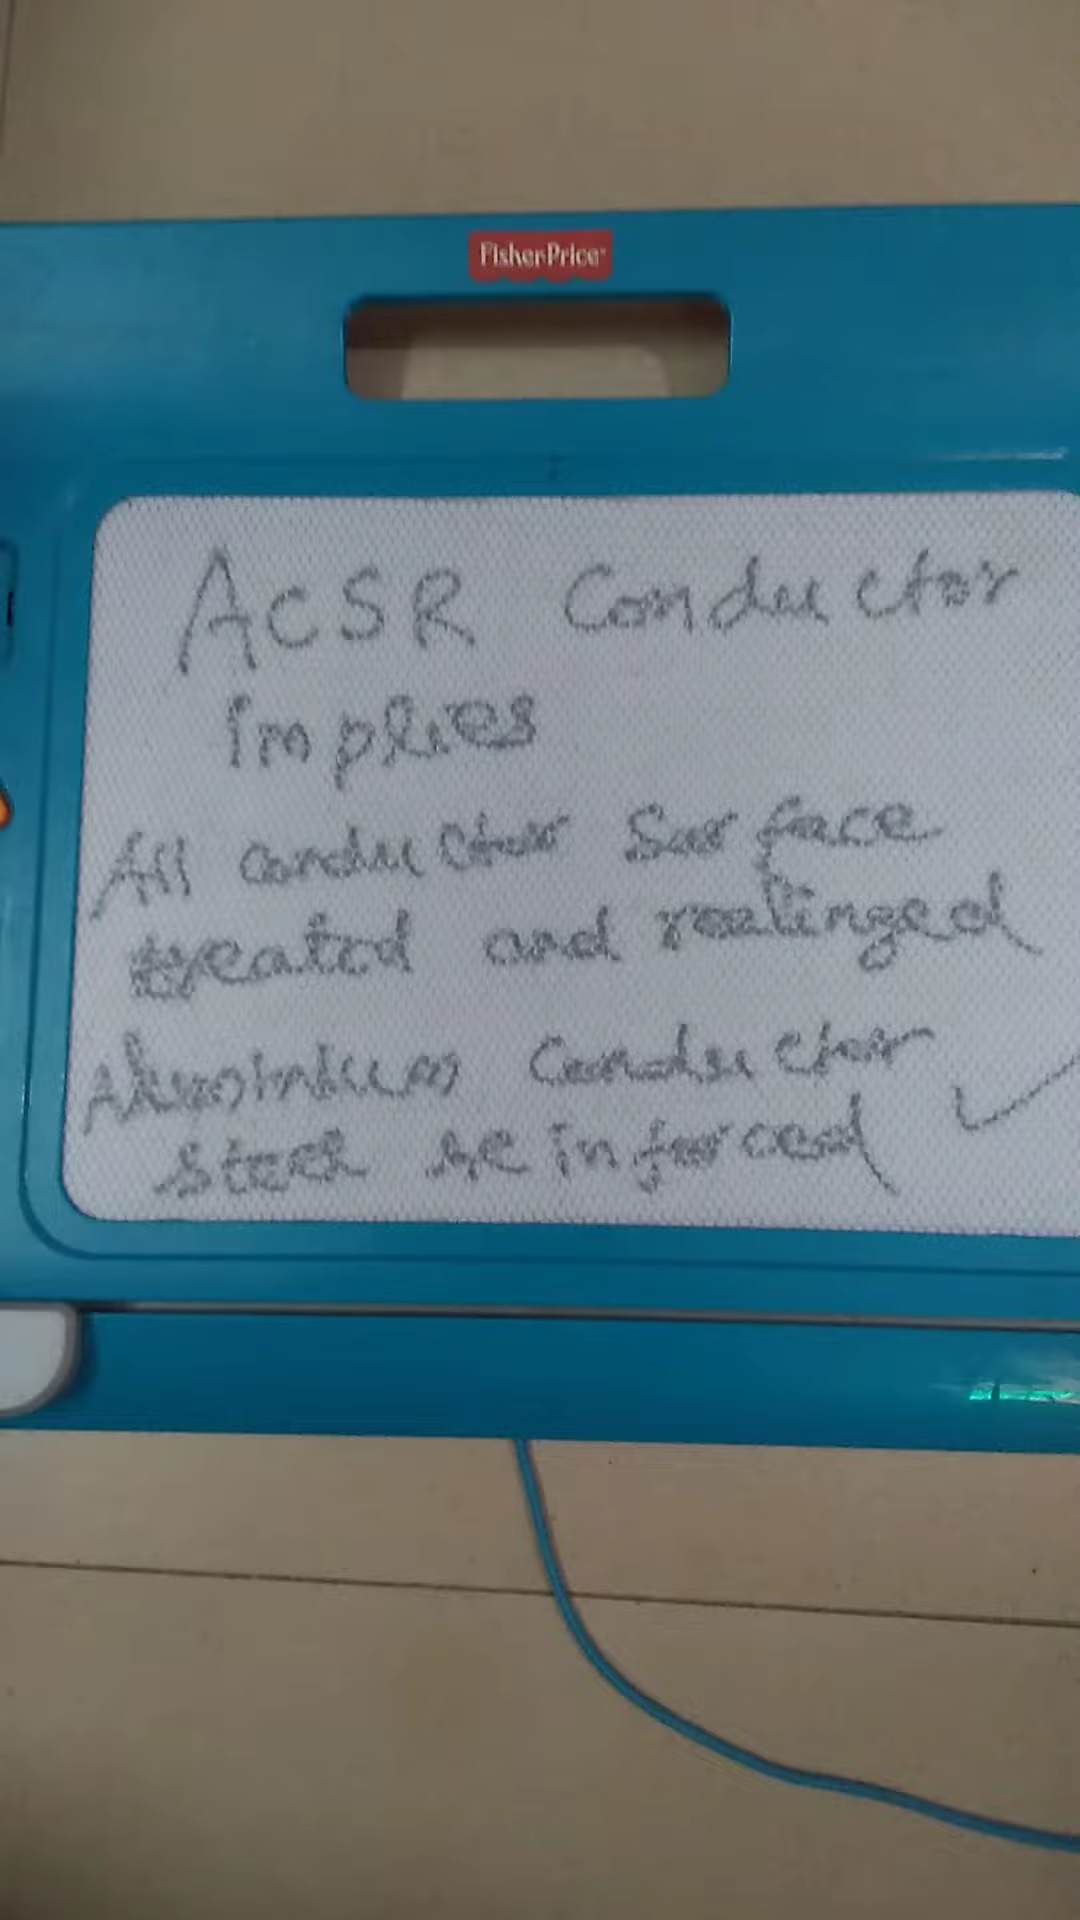 Fisher-Price
ACSR Conductor
implies
All conductor Surface
treated and realinged
Aluminium Conductor
Steel reinforced